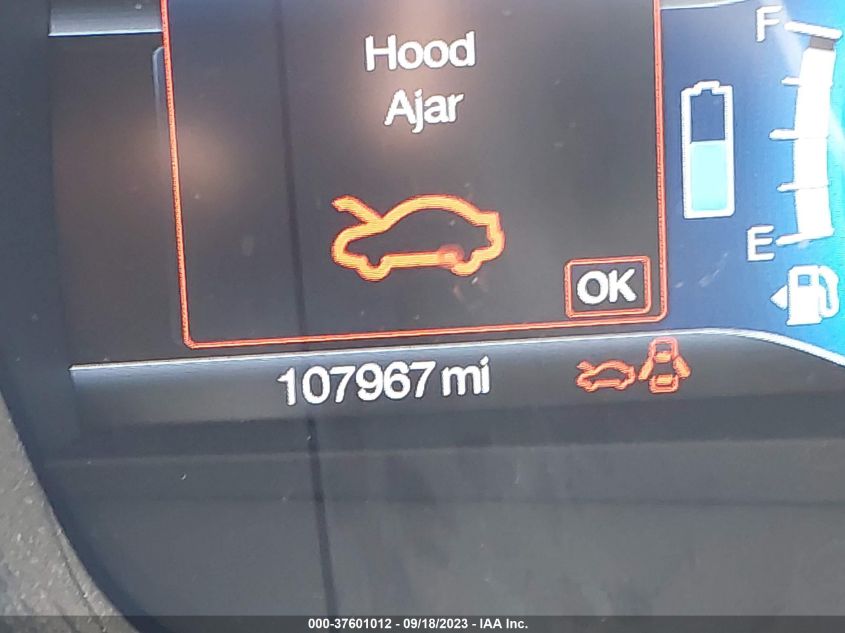 Hood
Ajar
F
E
OK
107967 mi
000-37601012 - 09/18/2023 - IAA Inc.